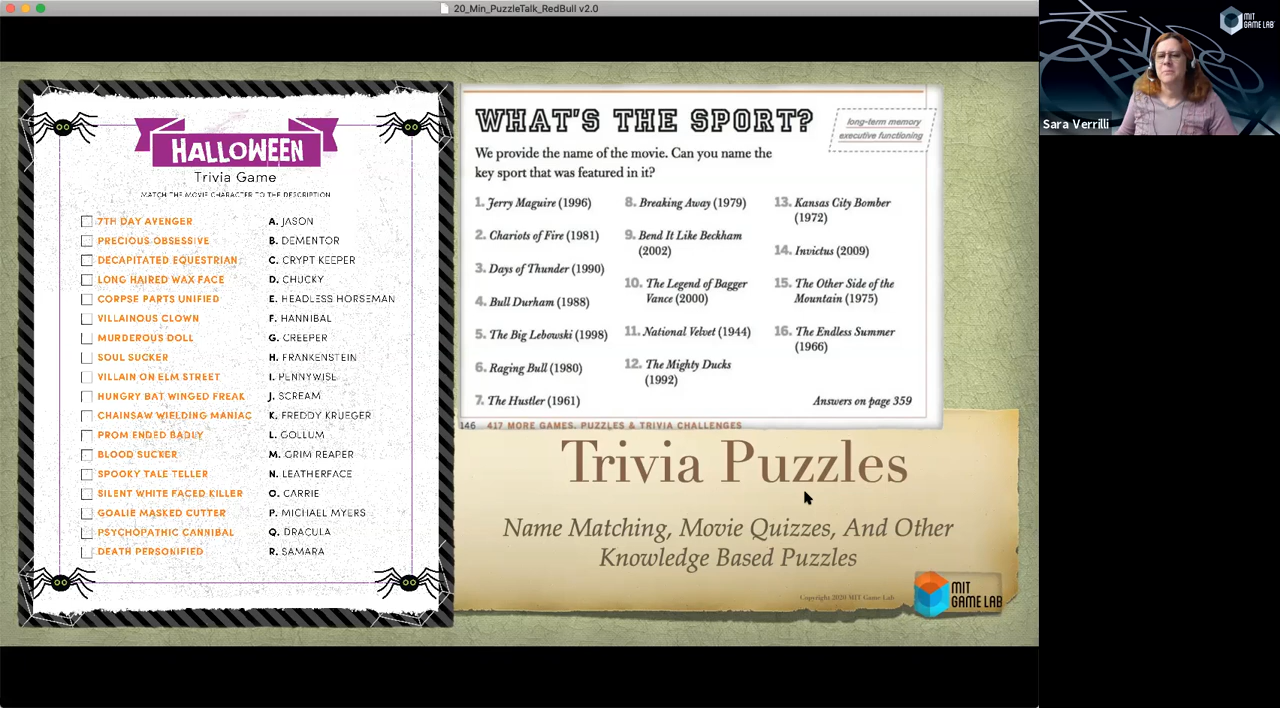 20_Min_PuzzleTalk_RedBull v2.0
HALLOWEEN
Trivia Game
MATCH THE MOVIE CHARACTER TO THE DESCRIPTION
7TH DAY AVENGER
PRECIOUS OBSESSIVE
DECAPITATED EQUESTRIAN
LONG HAIRED WAX FACE
CORPSE PARTS UNIFIED
VILLAINOUS CLOWN
MURDEROUS DOLL
SOUL SUCKER
VILLAIN ON ELM STREET
HUNGRY BAT WINGED FREAK
CHAINSAW WIELDING MANIAC
PROM ENDED BADLY
BLOOD SUCKER
SPOOKY TALE TELLER
SILENT WHITE FACED KILLER
GOALIE MASKED CUTTER
PSYCHOPATHIC CANNIBAL
DEATH PERSONIFIED
A. JASON
B. DEMENTOR
C. CRYPT KEEPER
D. CHUCKY
E. HEADLESS HORSEMAN
F. HANNIBAL
G. CREEPER
H. FRANKENSTEIN
I. PENNYWISE
J. SCREAM
K. FREDDY KRUEGER
L. GOLLUM
M. GRIM REAPER
N. LEATHERFACE
O. CARRIE
P. MICHAEL MYERS
Q. DRACULA
R. SAMARA
WHAT'S THE SPORT?
long-term memory
executive functioning
We provide the name of the movie. Can you name the
key sport that was featured in it?
1. Jerry Maguire (1996)
2. Chariots of Fire (1981)
3. Days of Thunder (1990)
4. Bull Durham (1988)
5. The Big Lebowski (1998)
6. Raging Bull (1980)
7. The Hustler (1961)
8. Breaking Away (1979)
9. Bend It Like Beckham
(2002)
10. The Legend of Bagger
Vance (2000)
11. National Velvet (1944)
12. The Mighty Ducks
(1992)
13. Kansas City Bomber
(1972)
14. Invictus (2009)
15. The Other Side of the
Mountain (1975)
16. The Endless Summer
(1966)
Answers on page 359
146 417 MORE GAMES, PUZZLES & TRIVIA CHALLENGES
Trivia Puzzles
Name Matching, Movie Quizzes, And Other
Knowledge Based Puzzles
Copyright 2020 MIT Game Lab
MIT
GAME LAB
MIT
GAME LAB
Sara Verrilli